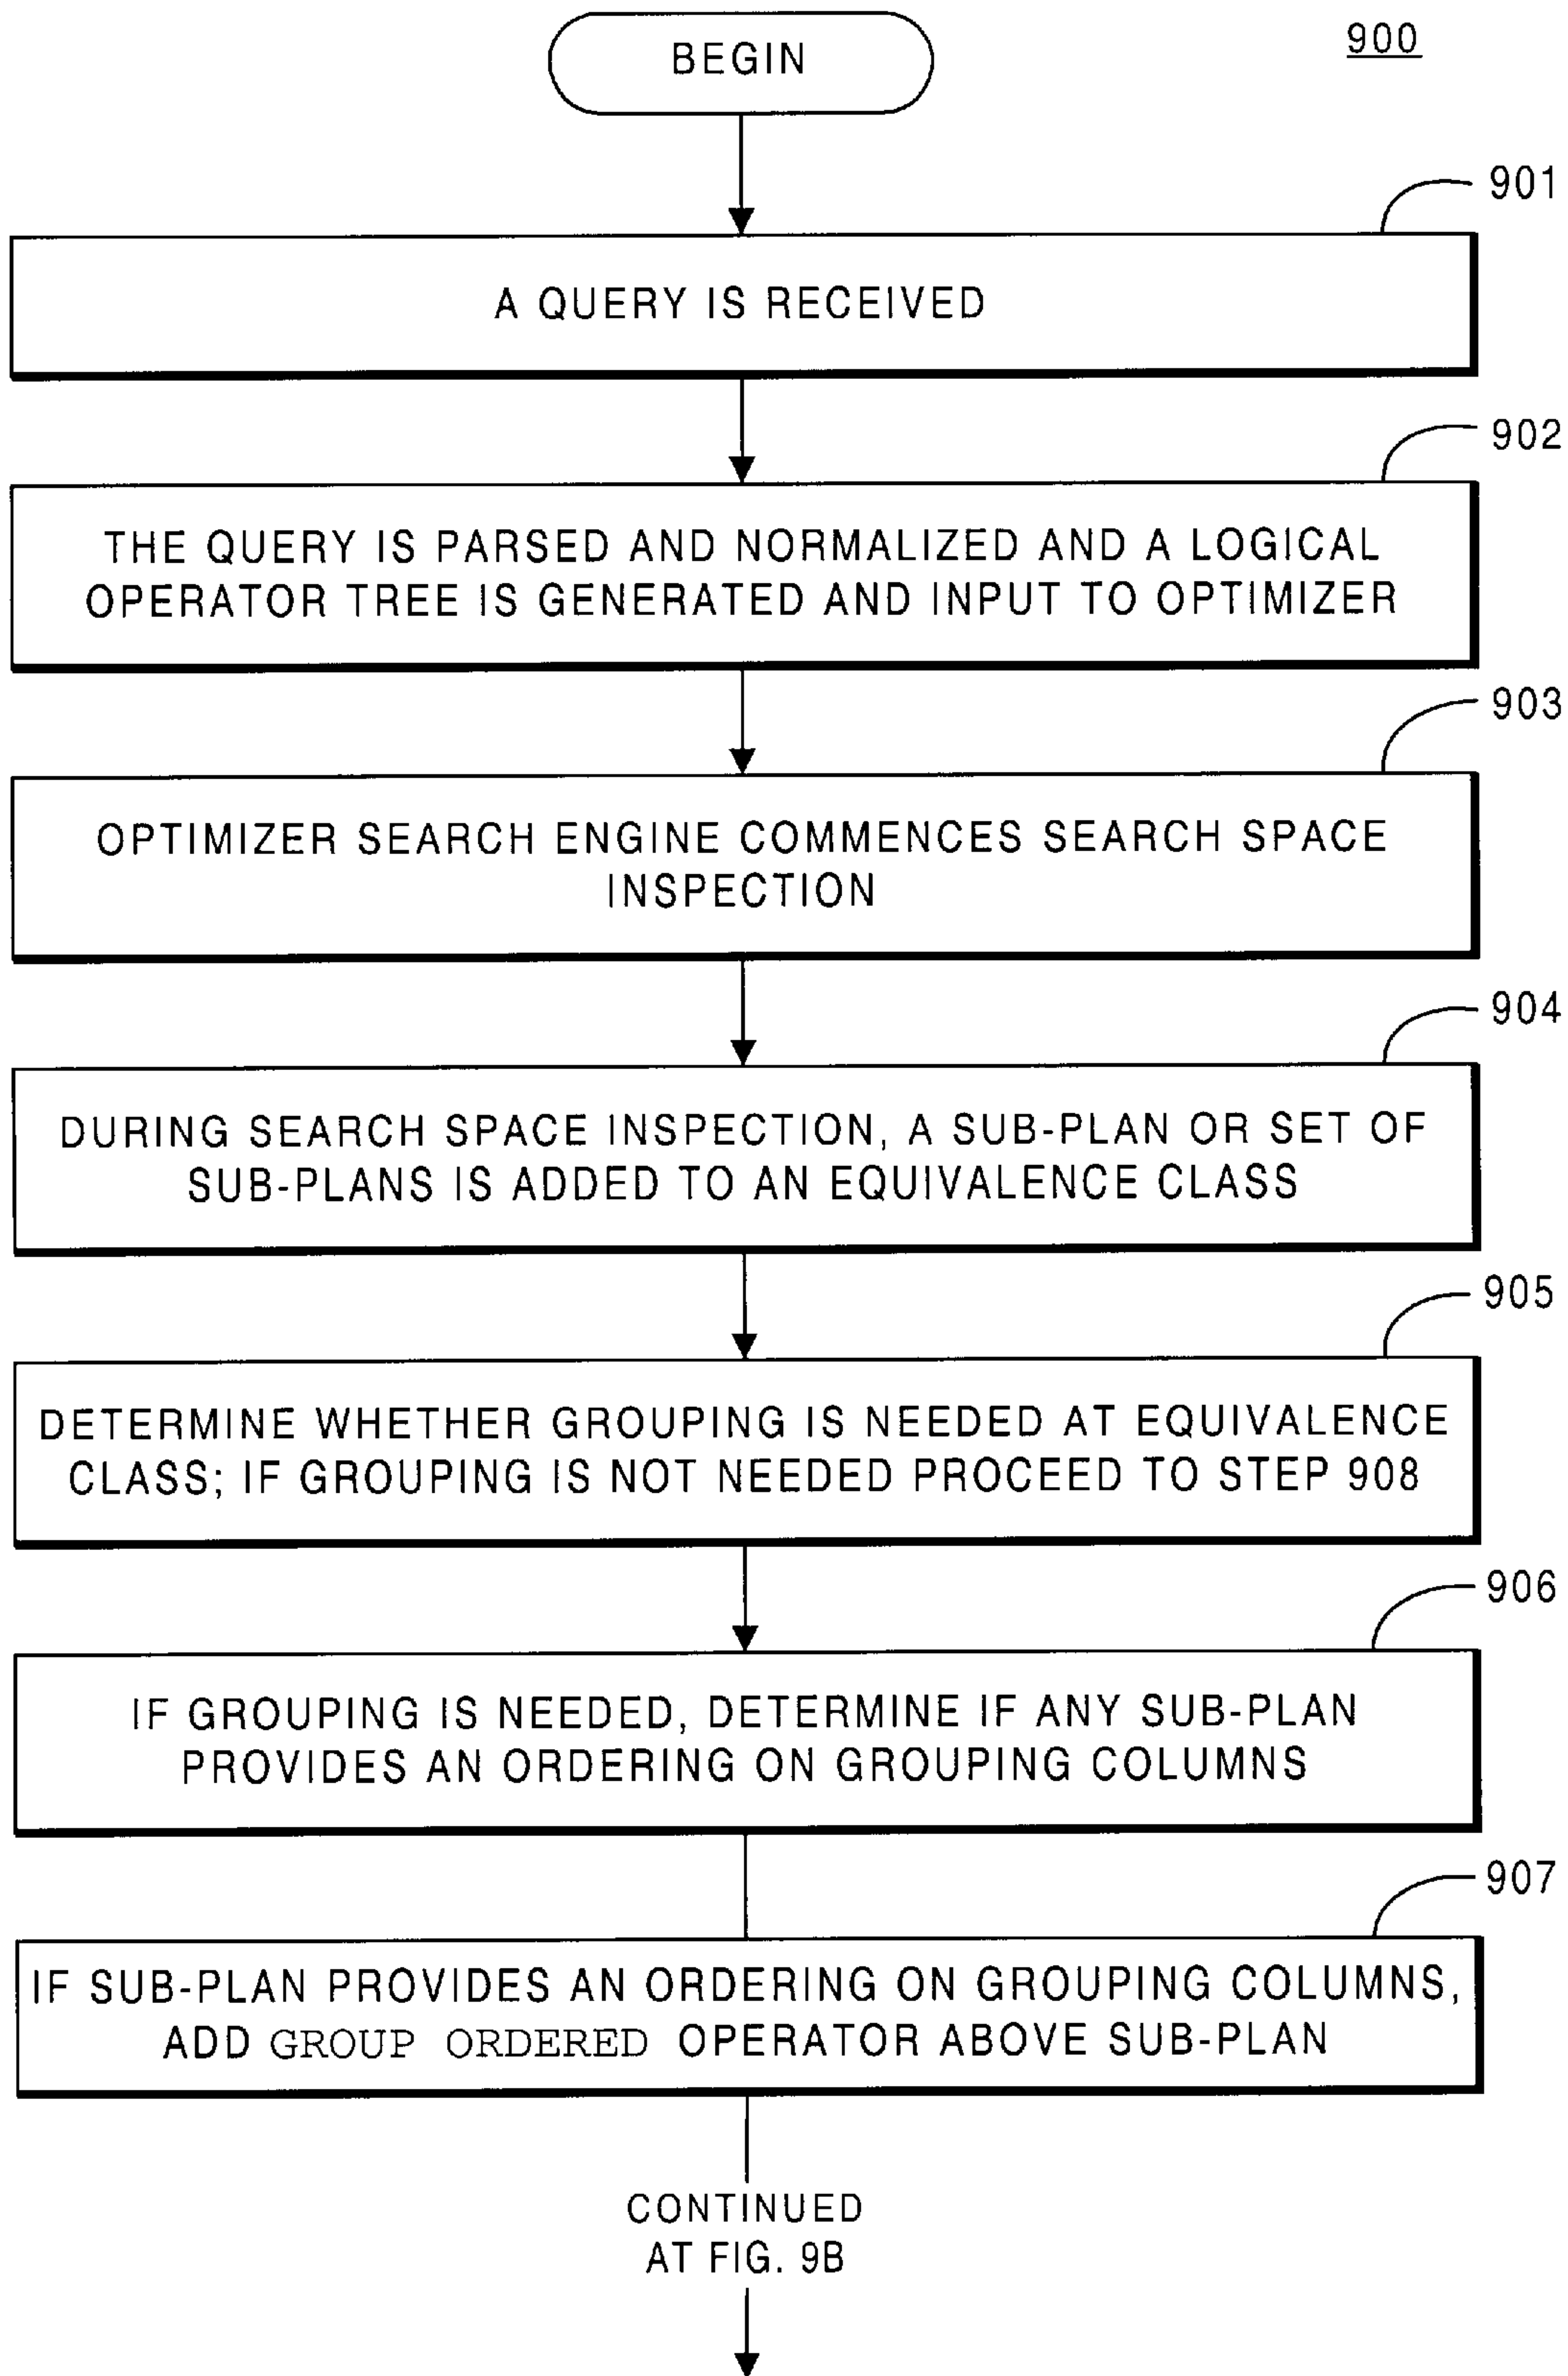 BEGIN
900
901
A QUERY IS RECEIVED
902
THE QUERY IS PARSED AND NORMALIZED AND A LOGICAL
OPERATOR TREE IS GENERATED AND INPUT TO OPTIMIZER
903
OPTIMIZER SEARCH ENGINE COMMENCES SEARCH SPACE
INSPECTION
904
DURING SEARCH SPACE INSPECTION, A SUB-PLAN OR SET OF
SUB-PLANS IS ADDED TO AN EQUIVALENCE CLASS
905
DETERMINE WHETHER GROUPING IS NEEDED AT EQUIVALENCE
CLASS; IF GROUPING IS NOT NEEDED PROCEED TO STEP 908
906
IF GROUPING IS NEEDED, DETERMINE IF ANY SUB-PLAN
PROVIDES AN ORDERING ON GROUPING COLUMNS
907
IF SUB-PLAN PROVIDES AN ORDERING ON GROUPING COLUMNS,
ADD GROUP ORDERED OPERATOR ABOVE SUB-PLAN
CONTINUED
AT FIG. 9B